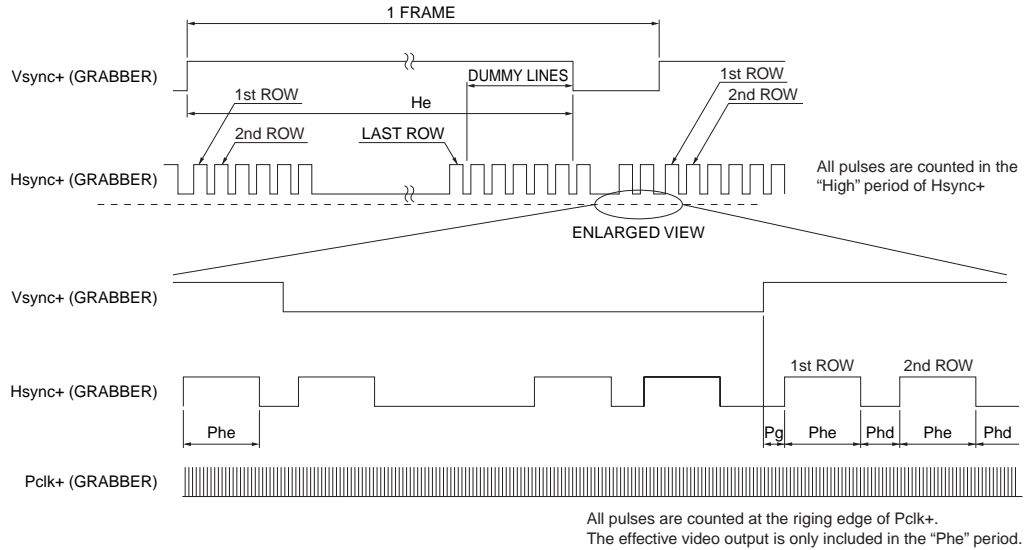 1 FRAME
Vsync+ (GRABBER)
DUMMY LINES
1st ROW
2nd ROW
1st ROW
He
2nd ROW
LAST ROW
Hsync+ (GRABBER)
All pulses are counted in the
“High” period of Hsync+
ENLARGED VIEW
Vsync+ (GRABBER)
1st ROW
2nd ROW
Hsync+ (GRABBER)
Phe
Pg
Phe
Phd
Phe
Phd
Pclk+ (GRABBER)
All pulses are counted at the riging edge of Pclk+.
The effective video output is only included in the “Phe” period.